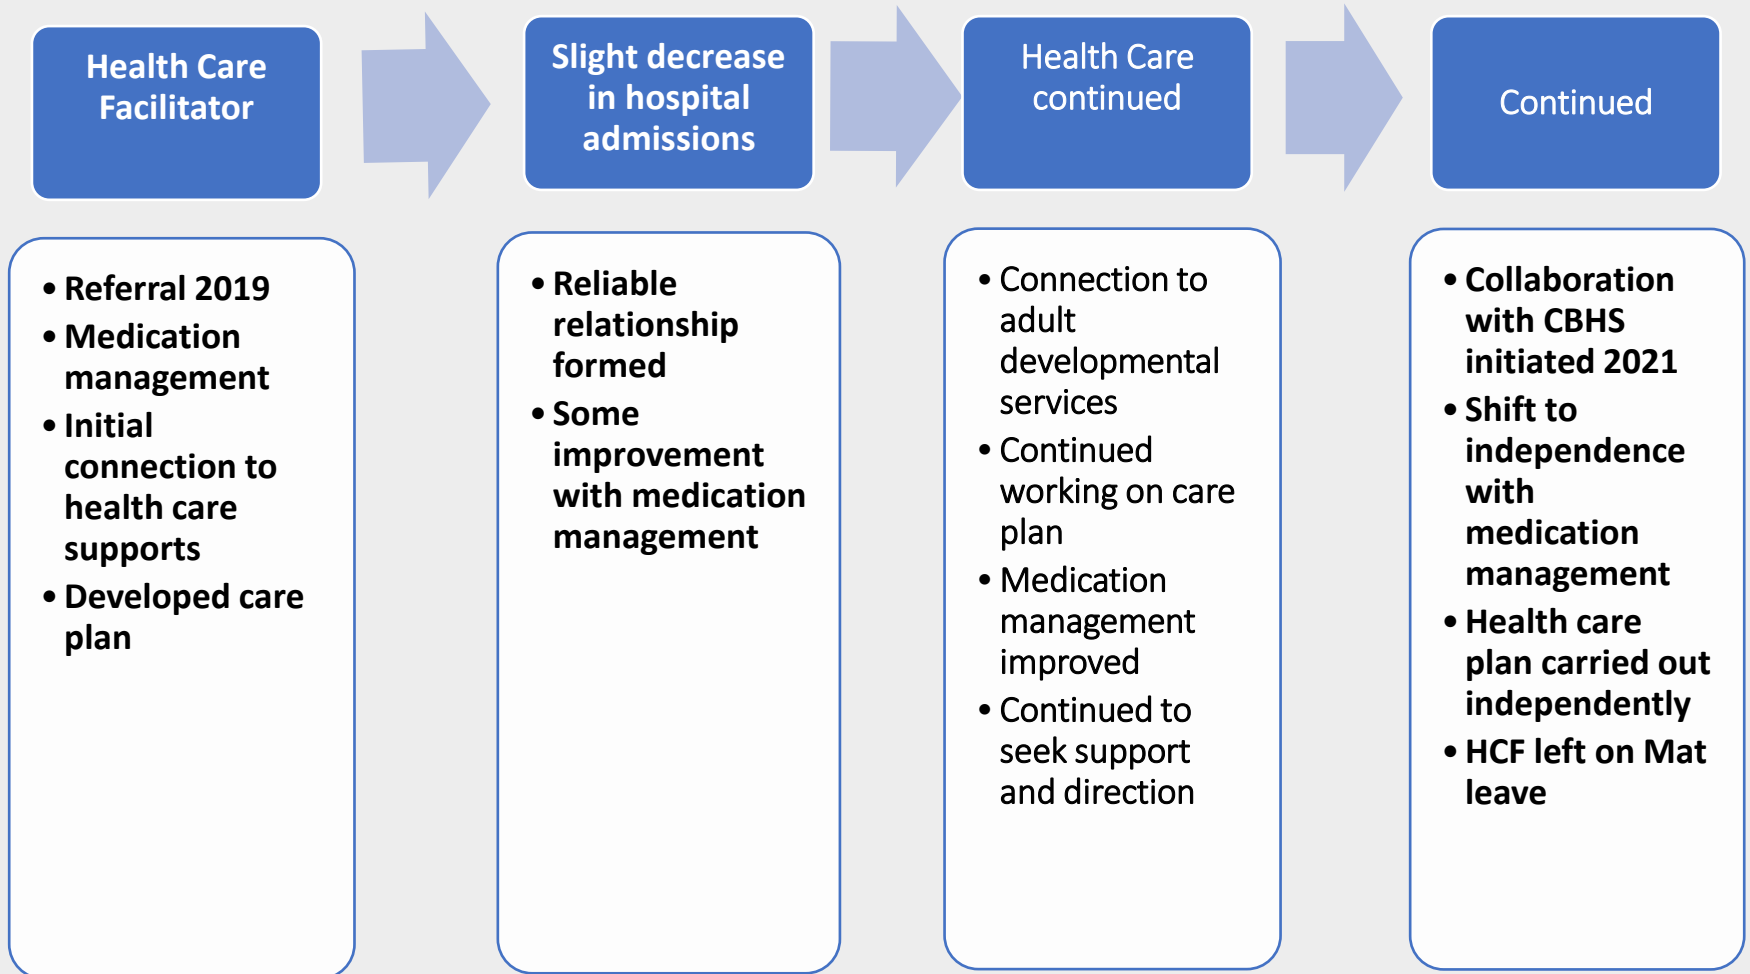 Health Care
Facilitator
• Referral 2019
• Medication
management
• Initial
connection to
health care
supports
• Developed care
plan
Slight decrease
in hospital
admissions
• Reliable
relationship
formed
• Some
improvement
with medication
management
Health Care
continued
• Connection to
adult
developmental
services
• Continued
working on care
plan
• Medication
management
improved
• Continued to
seek support
and direction
Continued
• Collaboration
with CBHS
initiated 2021
• Shift to
independence
with
medication
management
• Health care
plan carried out
independently
• HCF left on Mat
leave